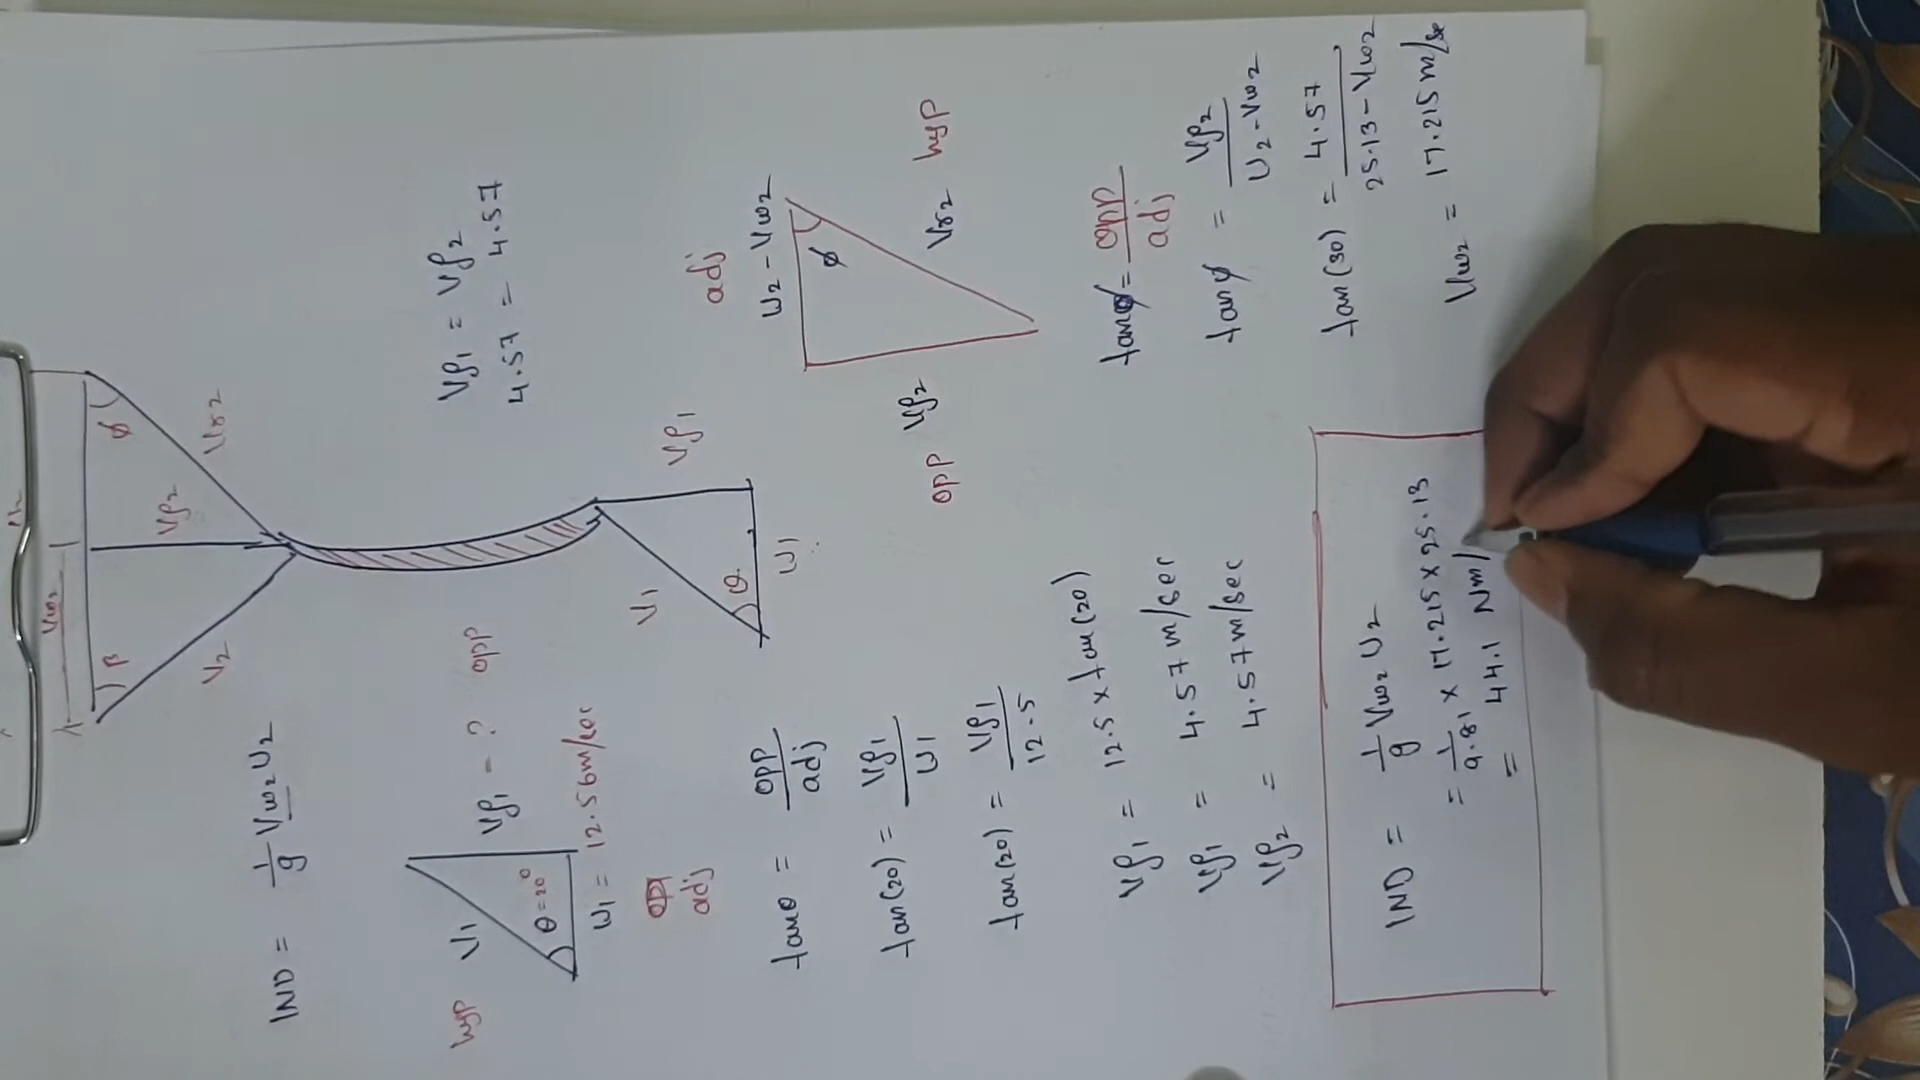 Vw2
β
Vf2
φ
V2
Vr2
IND = 1/g Vw2 U2
Vf1 = Vf2
4.57 = 4.57
V1
Vf1
θ
U1
hyp V1
Vf1 - ? opp
θ = 20°
U1 = 12.56 m/sec
adj
tanθ = opp/adj
tan(20) = Vf1/U1
tan(20) = Vf1/12.5
Vf1 = 12.5 x tan(20)
Vf1 = 4.57 m/sec
Vf2 = 4.57 m/sec
adj
U2 - Vw2
φ
opp Vf2
Vr2 hyp
tanφ = opp/adj
tanφ = Vf2/U2 - Vw2
tan(30) = 4.57/25.13 - Vw2
Vw2 = 17.215 m/se
IND = 1/g Vw2 U2
= 1/9.81 x 17.215 x 25.13
= 44.1 Nm/